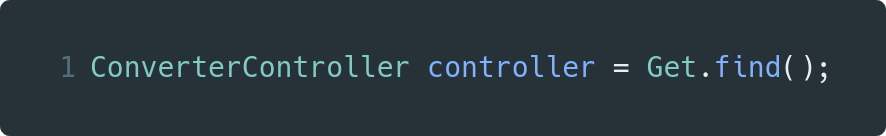 1 ConverterController controller = Get.find();